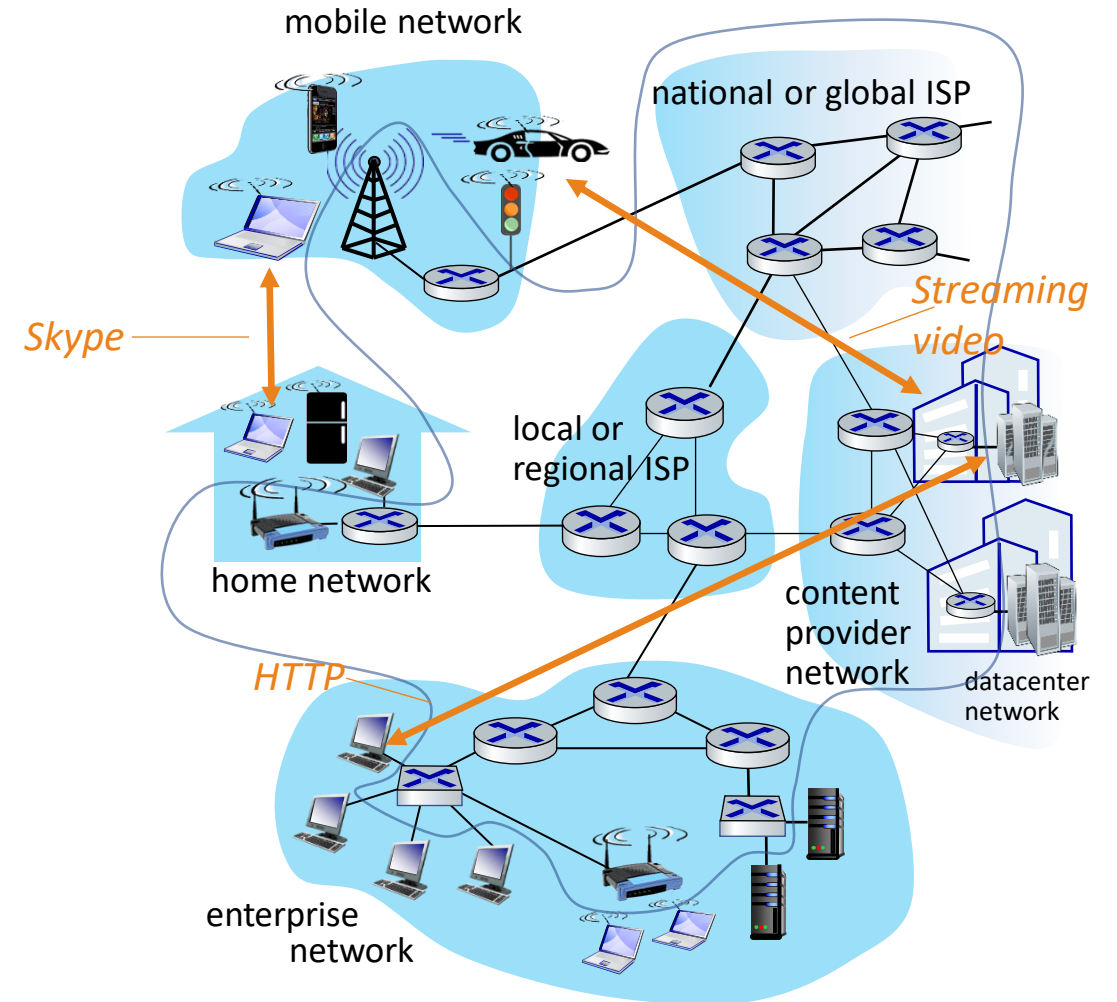 mobile network
national or global ISP
Streaming
video
Skype
local or
regional ISP
home network
content
provider
network
HTTP
datacenter
network
enterprise
network